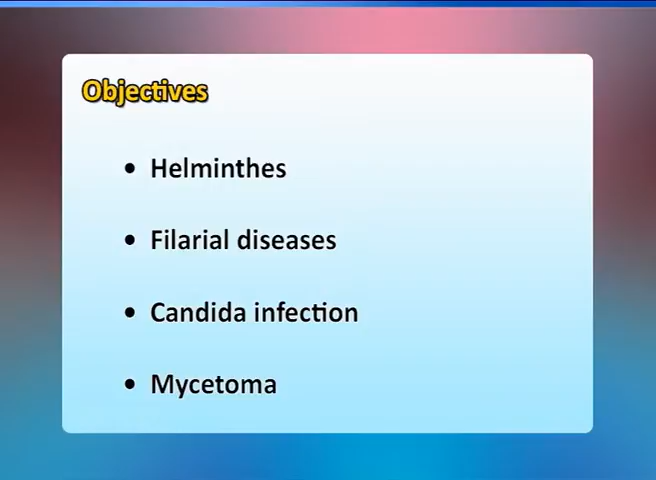 Objectives
• Helminthes
• Filarial diseases
• Candida infection
• Mycetoma